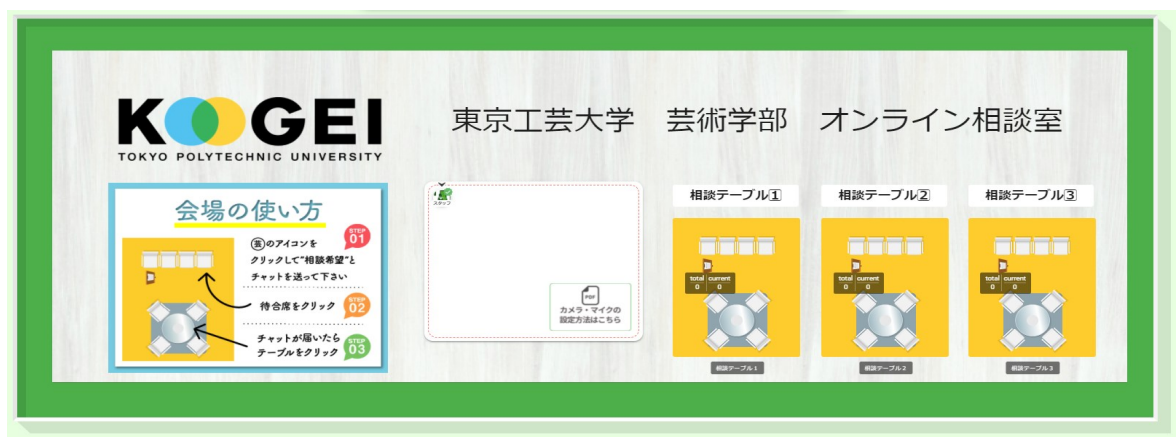 KOGEI
TOKYO POLYTECHNIC UNIVERSITY
東京工芸大学 芸術学部 オンライン相談室
会場の使い方
STEP 01
芸のアイコンを
クリックして"相談希望"と
チャットを送って下さい
待合席をクリック
STEP 02
チャットが届いたら
テーブルをクリック
STEP 03
スタッフ
PDF
カメラ・マイクの
設定方法はこちら
相談テーブル①
total current
0 0
相談テーブル 1
相談テーブル②
total current
0 0
相談テーブル 2
相談テーブル③
total current
0 0
相談テーブル 3